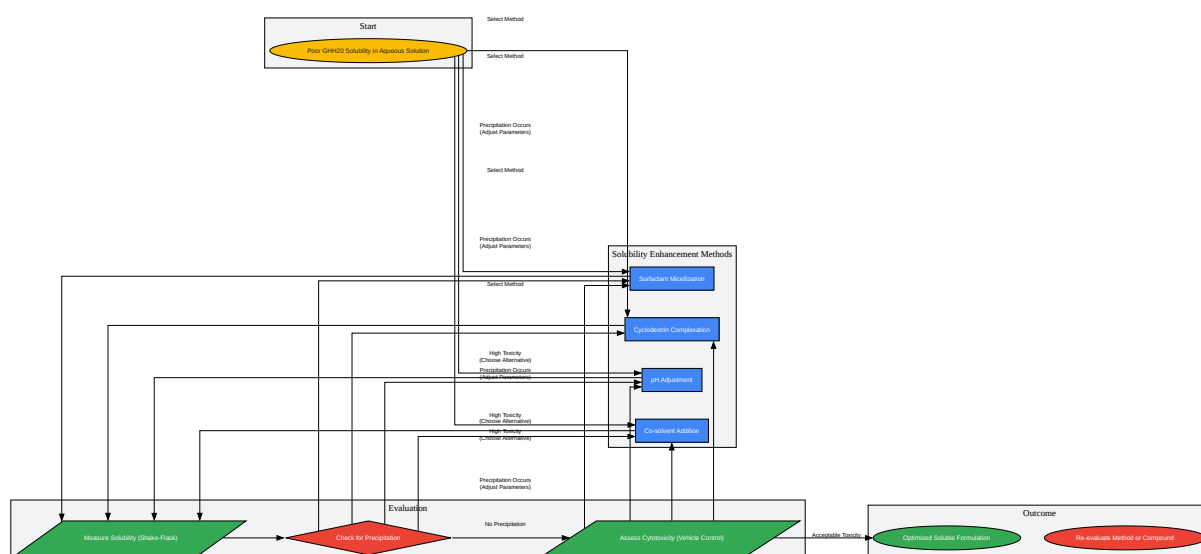 Select Method
Start
Poor GHH20 Solubility in Aqueous Solution
Select Method
Precipitation Occurs
(Adjust Parameters)
Select Method
Precipitation Occurs
(Adjust Parameters)
Solubility Enhancement Methods
Surfactant Micellization
Select Method
Cyclodextrin Complexation
High Toxicity
(Choose Alternative)
Precipitation Occurs
(Adjust Parameters)
pH Adjustment
High Toxicity
(Choose Alternative)
High Toxicity
(Choose Alternative)
Co-solvent Addition
Precipitation Occurs
(Adjust Parameters)
Evaluation
Outcome
No Precipitation
Measure Solubility (Shake-Flask)
Check for Precipitation
Assess Cytotoxicity (Vehicle Control)
Acceptable Toxicity
Optimized Soluble Formulation
Re-evaluate Method or Compound